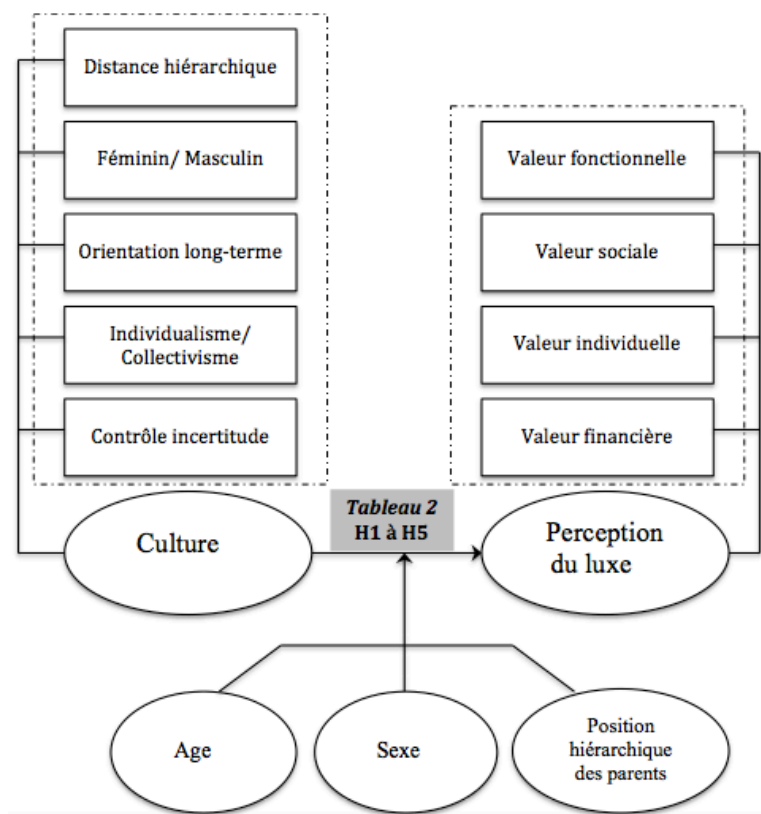 Distance hiérarchique
Féminin/ Masculin
Orientation long-terme
Individualisme/
Collectivisme
Contrôle incertitude
Valeur fonctionnelle
Valeur sociale
Valeur individuelle
Valeur financière
Culture
Tableau 2
H1 à H5
Perception
du luxe
Age
Sexe
Position
hiérarchique
des parents